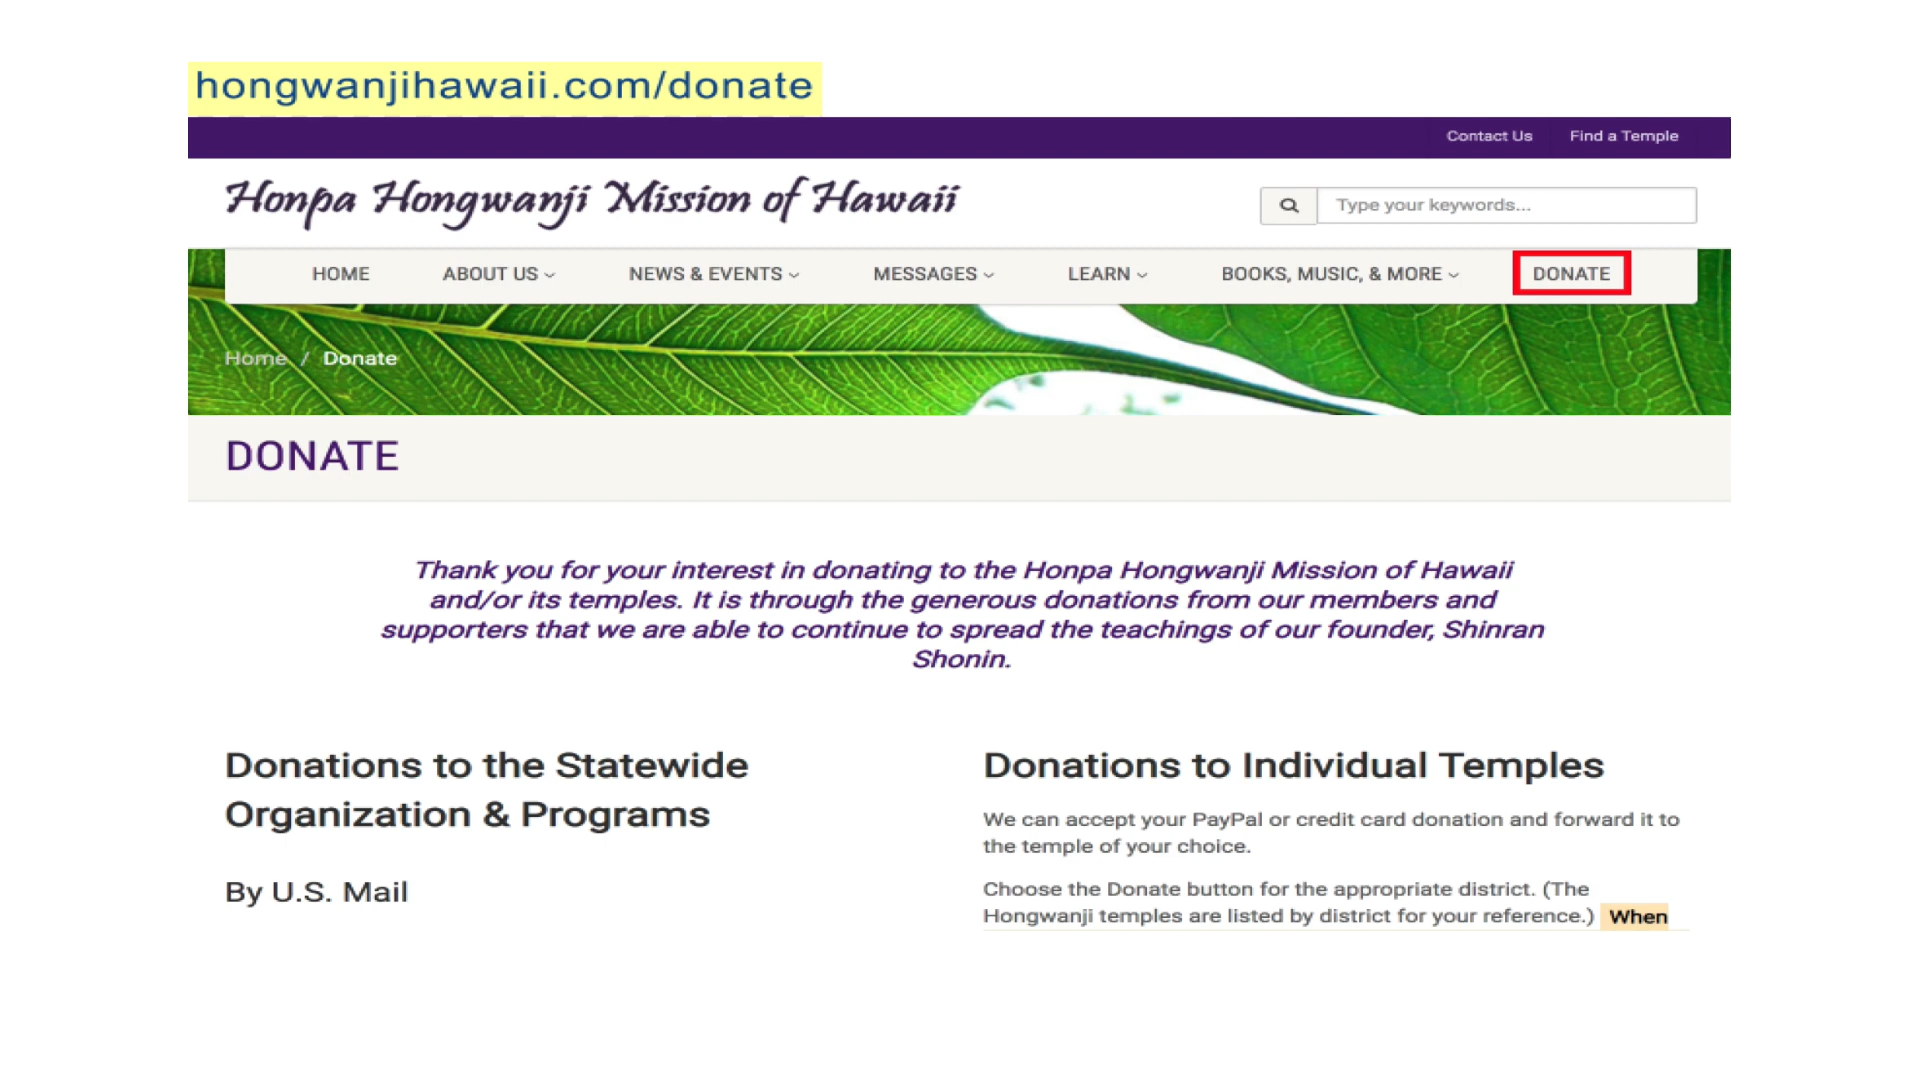 hongwanjihawaii.com/donate
Contact Us Find a Temple
Honpa Hongwanji Mission of Hawaii
Type your keywords...
HOME ABOUT US NEWS & EVENTS MESSAGES LEARN BOOKS, MUSIC, & MORE DONATE
Home / Donate
DONATE
Thank you for your interest in donating to the Honpa Hongwanji Mission of Hawaii
and/or its temples. It is through the generous donations from our members and
supporters that we are able to continue to spread the teachings of our founder, Shinran
Shonin.
Donations to the Statewide
Organization & Programs
By U.S. Mail
Donations to Individual Temples
We can accept your PayPal or credit card donation and forward it to
the temple of your choice.
Choose the Donate button for the appropriate district. (The
Hongwanji temples are listed by district for your reference.) When